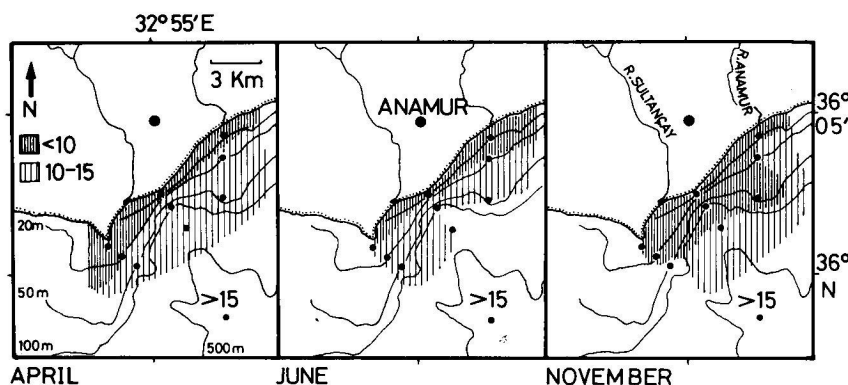 32°55'E
N
3 Km
<10
10-15
20m
50m
100m
500m
>15
APRIL
ANAMUR
>15
JUNE
R.SULTANÇAY
R.ANAMUR
>15
NOVEMBER
36°
05'
36°
N